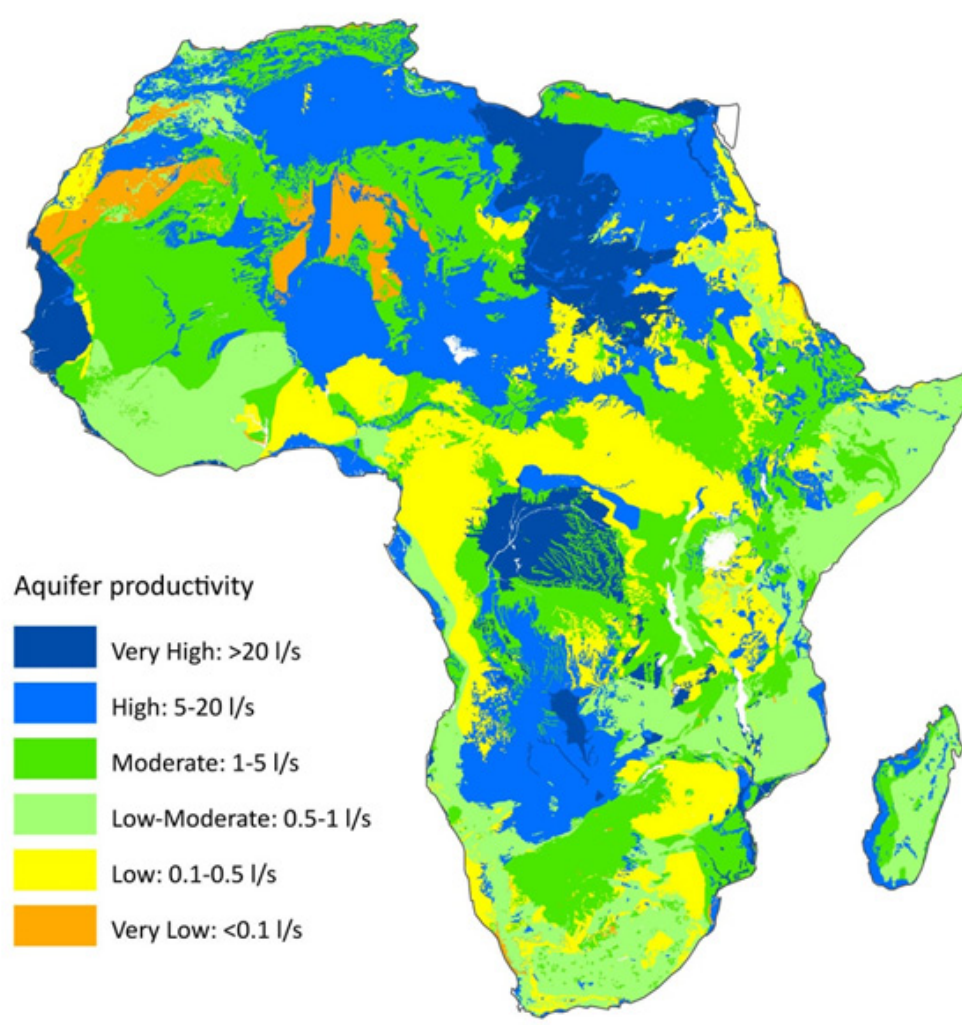 Aquifer productivity
Very High: >20 l/s
High: 5-20 l/s
Moderate: 1-5 l/s
Low-Moderate: 0.5-1 l/s
Low: 0.1-0.5 l/s
Very Low: <0.1 l/s